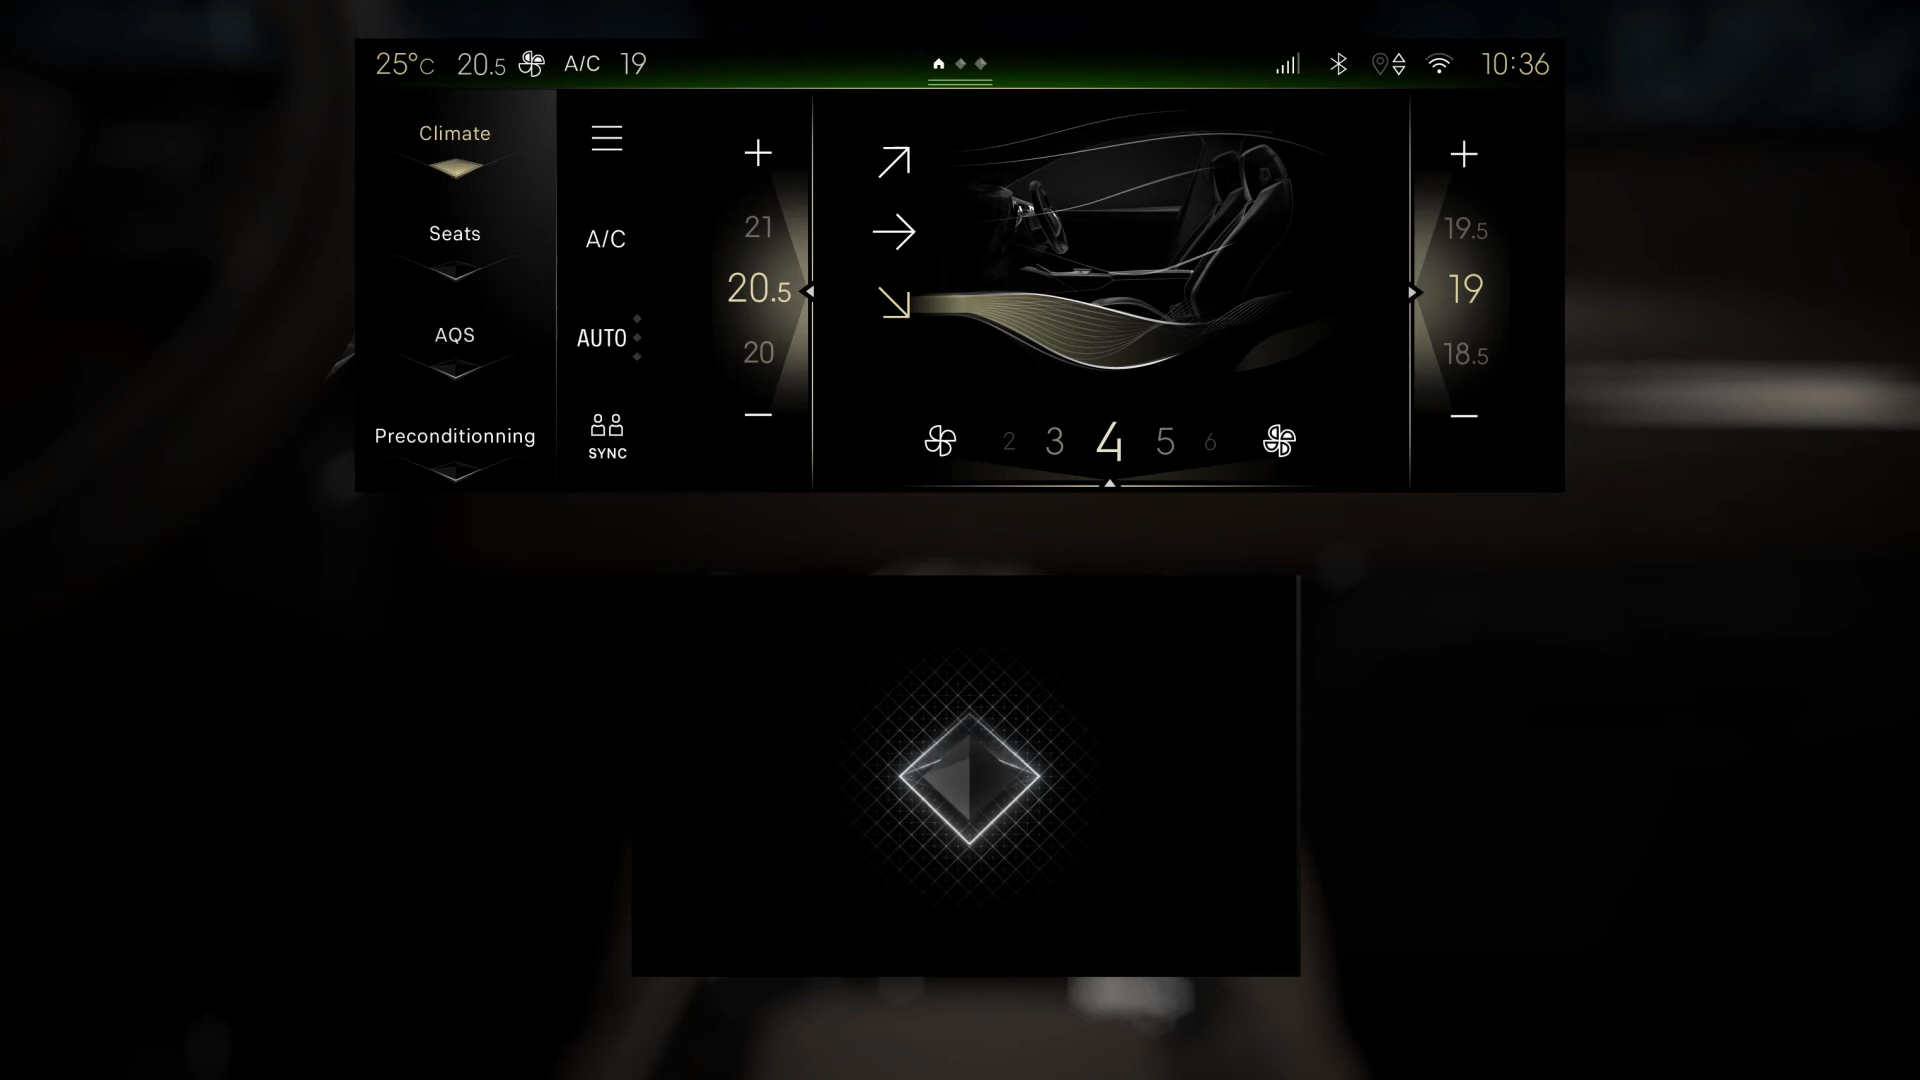 25°C 20.5 A/C 19 10:36
Climate
Seats
AQS
Preconditionning
A/C
AUTO
SYNC
21
20.5
20
2 3 4 5 6
19.5
19
18.5